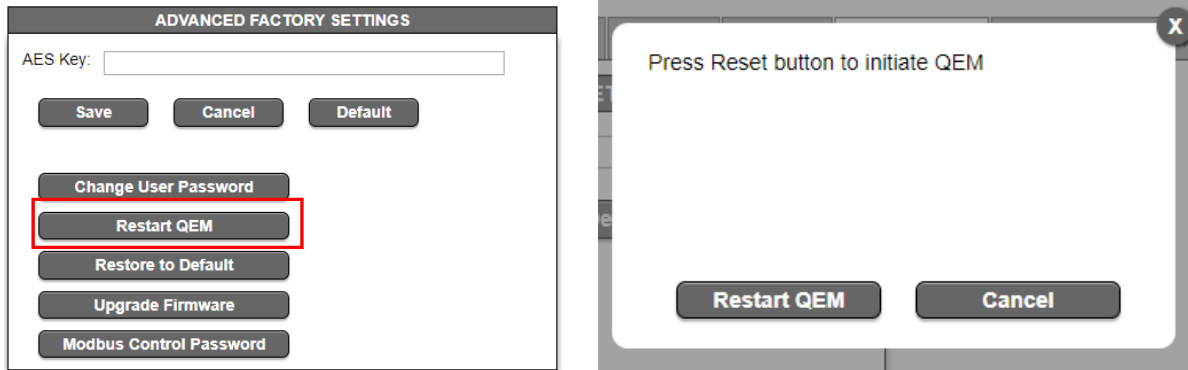 ADVANCED FACTORY SETTINGS
AES Key:
Save Cancel Default
Change User Password
Restart QEM
Restore to Default
Upgrade Firmware
Modbus Control Password
X
Press Reset button to initiate QEM
Restart QEM Cancel